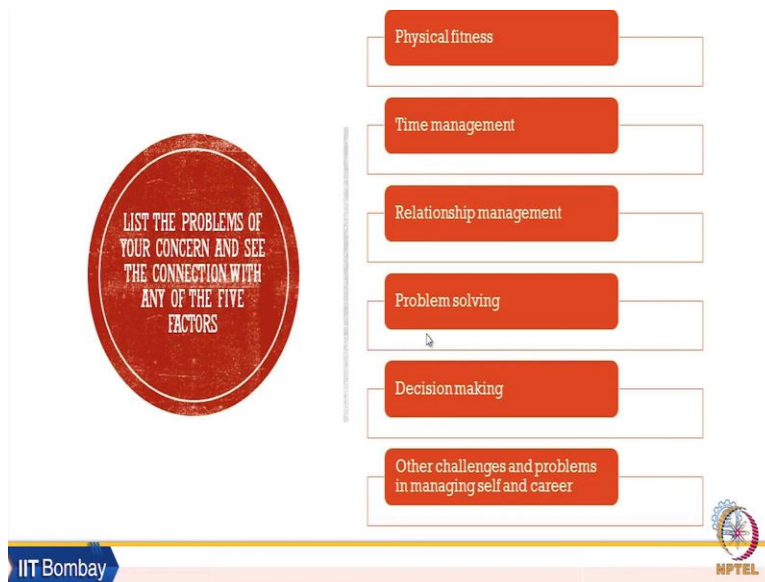 LIST THE PROBLEMS OF
YOUR CONCERN AND SEE
THE CONNECTION WITH
ANY OF THE FIVE
FACTORS
Physical fitness
Time management
Relationship management
Problem solving
Decision making
Other challenges and problems
in managing self and career
IIT Bombay
NPTEL